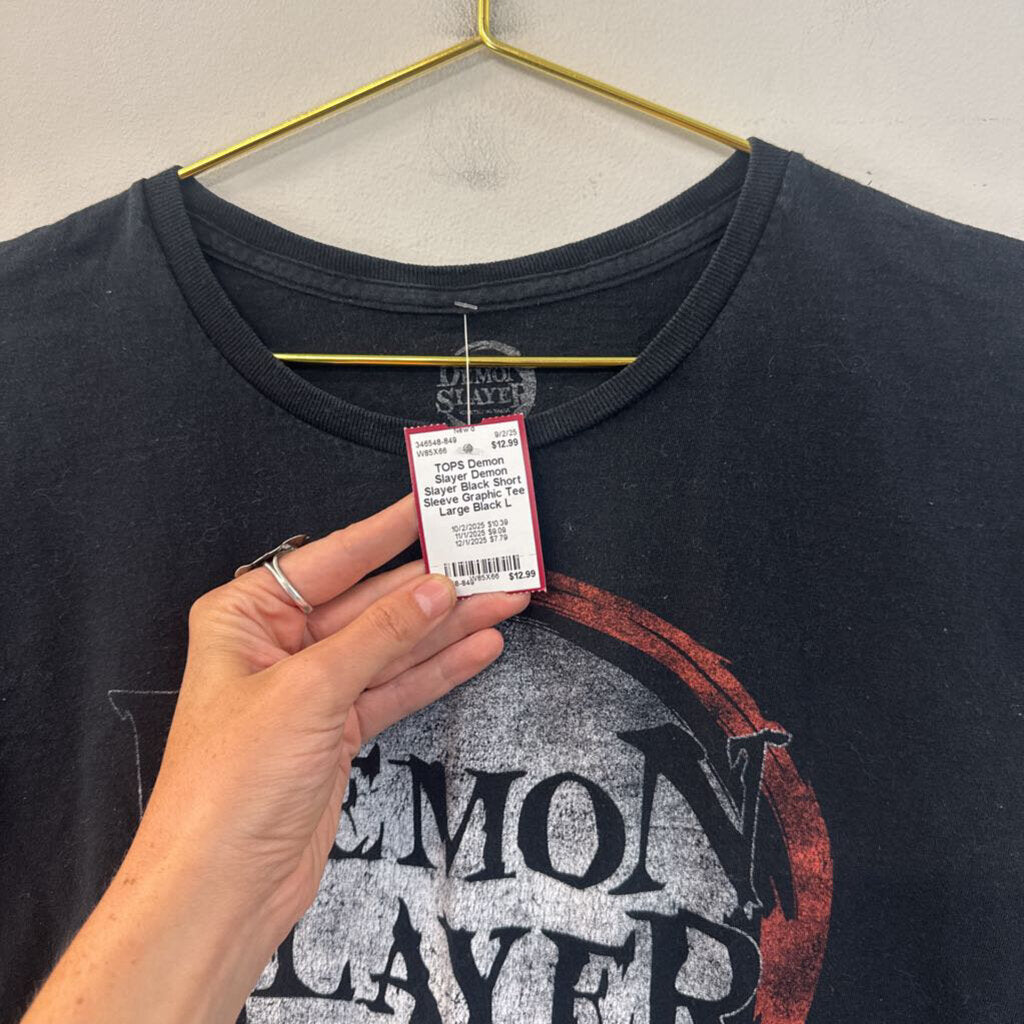 DEMON
SLAYER
346548-849 9/2/25
W85X66 $12.99
TOPS Demon
Slayer Demon
Slayer Black Short
Sleeve Graphic Tee
Large Black L
10/2/2025 $10.39
11/1/2025 $9.09
12/1/2025 $7.79
W85X66 $12.99
DEMON
SLAYER